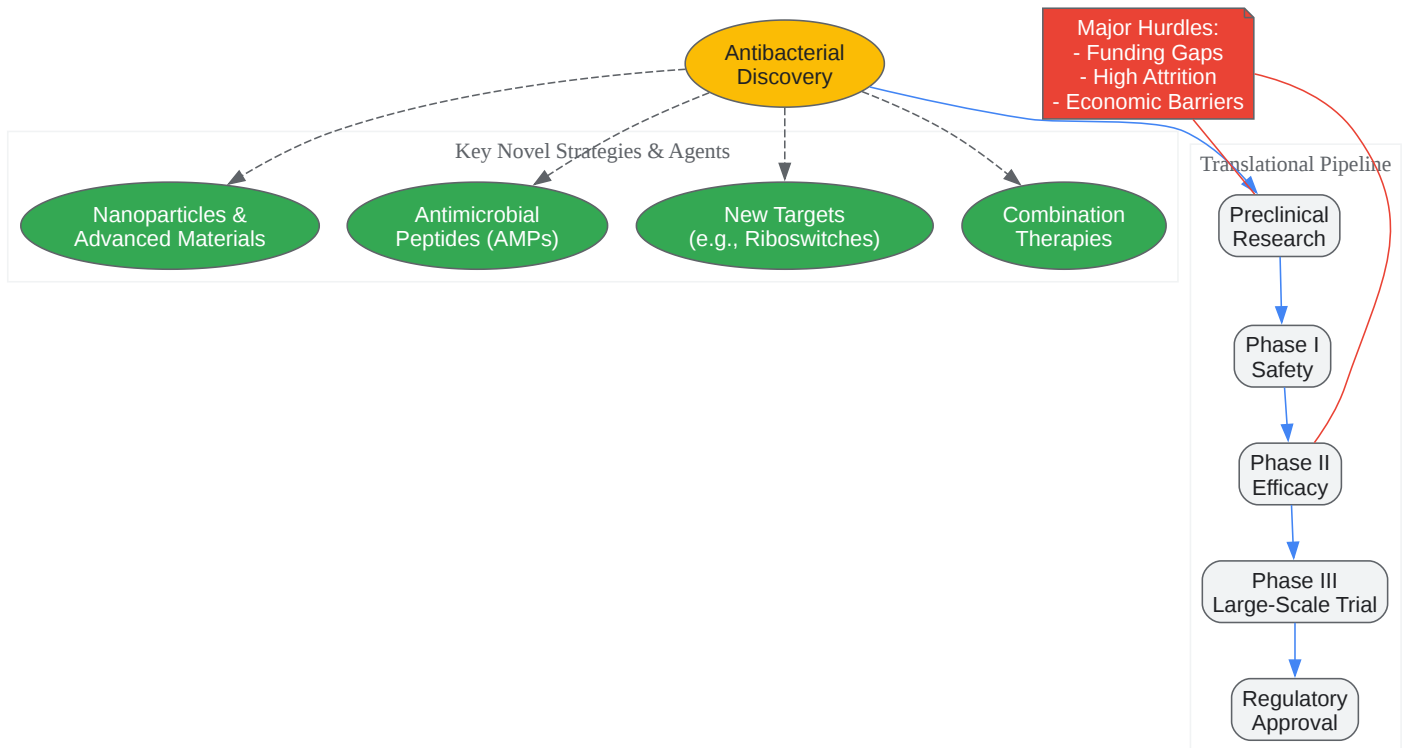 Antibacterial
Discovery
Major Hurdles:
- Funding Gaps
- High Attrition
- Economic Barriers
Key Novel Strategies & Agents
Nanoparticles &
Advanced Materials
Antimicrobial
Peptides (AMPs)
New Targets
(e.g., Riboswitches)
Combination
Therapies
Translational Pipeline
Preclinical
Research
Phase I
Safety
Phase II
Efficacy
Phase III
Large-Scale Trial
Regulatory
Approval